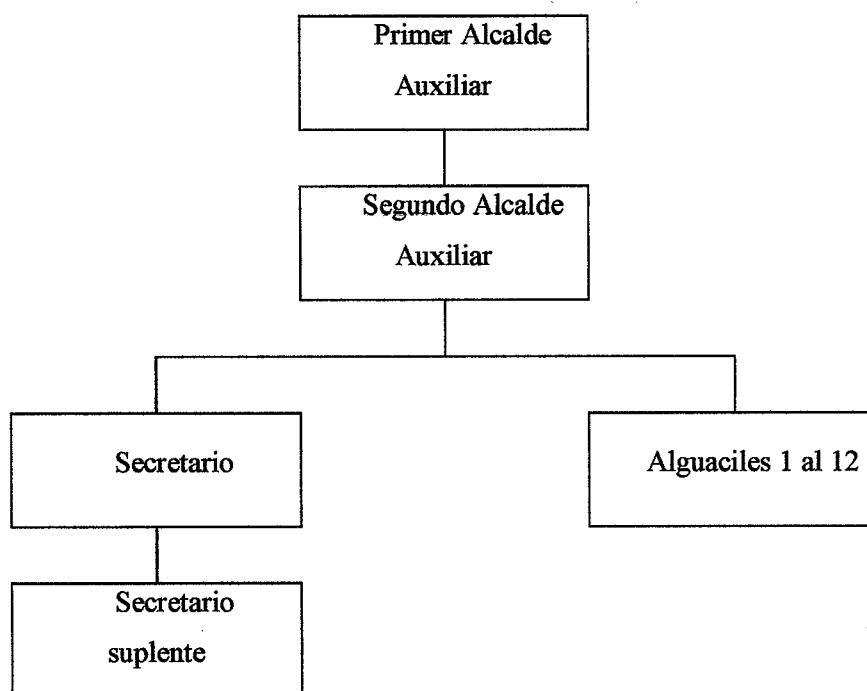 Primer Alcalde
Auxiliar
Segundo Alcalde
Auxiliar
Secretario
Alguaciles 1 al 12
Secretario
suplente